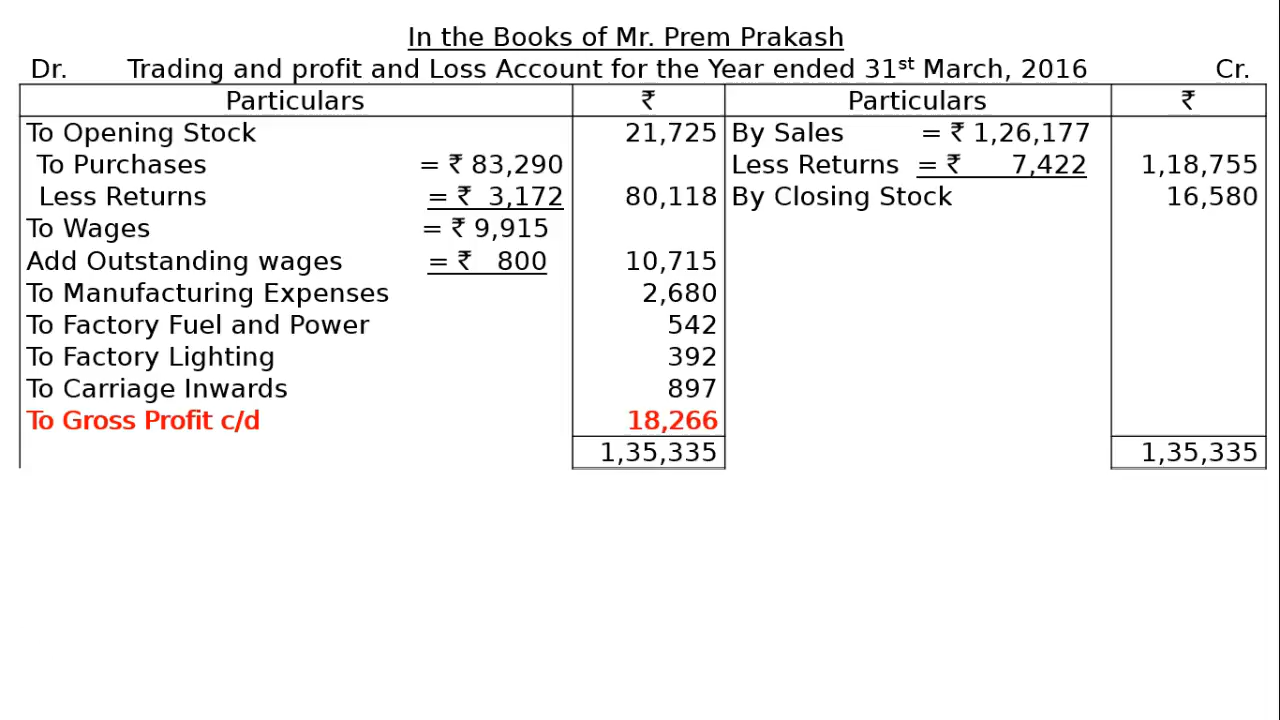 In the Books of Mr. Prem Prakash
Dr. Trading and profit and Loss Account for the Year ended 31st March, 2016 Cr.
Particulars ₹ Particulars ₹
To Opening Stock 21,725 By Sales = ₹ 1,26,177
To Purchases = ₹ 83,290 Less Returns = ₹ 7,422 1,18,755
Less Returns = ₹ 3,172 80,118 By Closing Stock 16,580
To Wages = ₹ 9,915
Add Outstanding wages = ₹ 800 10,715
To Manufacturing Expenses 2,680
To Factory Fuel and Power 542
To Factory Lighting 392
To Carriage Inwards 897
To Gross Profit c/d 18,266
1,35,335 1,35,335